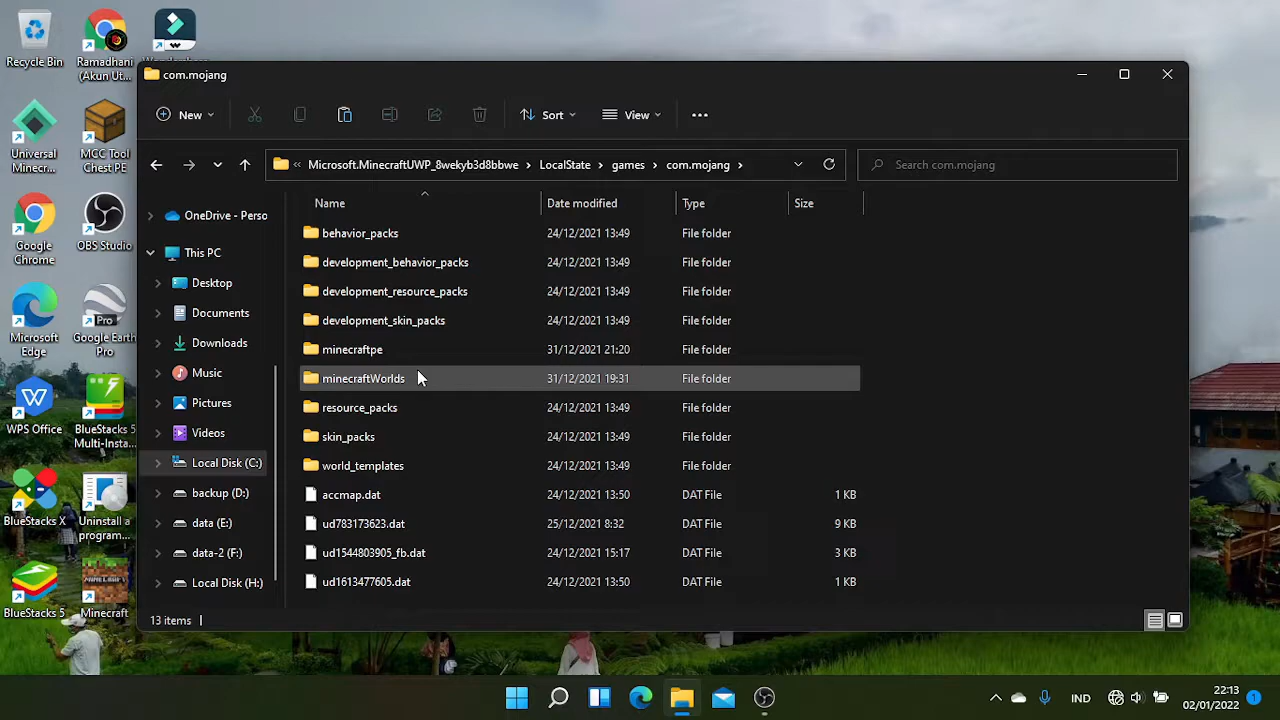 Recycle Bin
Ramadhani
(Akun Ut...
Universal
Minecr...
MCC Tool
Chest PE
Google
Chrome
OBS Studio
Microsoft
Edge
Google Earth
Pro
Pro
WPS Office
BlueStacks 5
Multi-Insta...
BlueStacks X
Uninstall a
program...
BlueStacks 5
Minecraft
com.mojang
New
Sort
View
Microsoft.MinecraftUWP_8wekyb3d8bbwe
LocalState
games
com.mojang
Search com.mojang
OneDrive - Perso
This PC
Desktop
Documents
Downloads
Music
Pictures
Videos
Local Disk (C:)
backup (D:)
data (E:)
data-2 (F:)
Local Disk (H:)
Name Date modified Type Size
behavior_packs 24/12/2021 13:49 File folder
development_behavior_packs 24/12/2021 13:49 File folder
development_resource_packs 24/12/2021 13:49 File folder
development_skin_packs 24/12/2021 13:49 File folder
minecraftpe 31/12/2021 21:20 File folder
minecraftWorlds 31/12/2021 19:31 File folder
resource_packs 24/12/2021 13:49 File folder
skin_packs 24/12/2021 13:49 File folder
world_templates 24/12/2021 13:49 File folder
accmap.dat 24/12/2021 13:50 DAT File 1 KB
ud783173623.dat 25/12/2021 8:32 DAT File 9 KB
ud1544803905_fb.dat 24/12/2021 15:17 DAT File 3 KB
ud1613477605.dat 24/12/2021 13:50 DAT File 1 KB
13 items
IND
22:13
02/01/2022
1